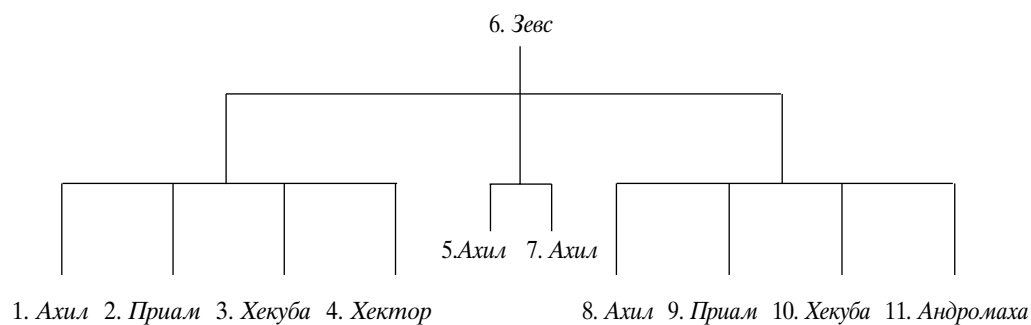 6. Зевс
5.Ахил 7. Ахил
1. Ахил 2. Приам 3. Хекуба 4. Хектор 8. Ахил 9. Приам 10. Хекуба 11. Андромаха